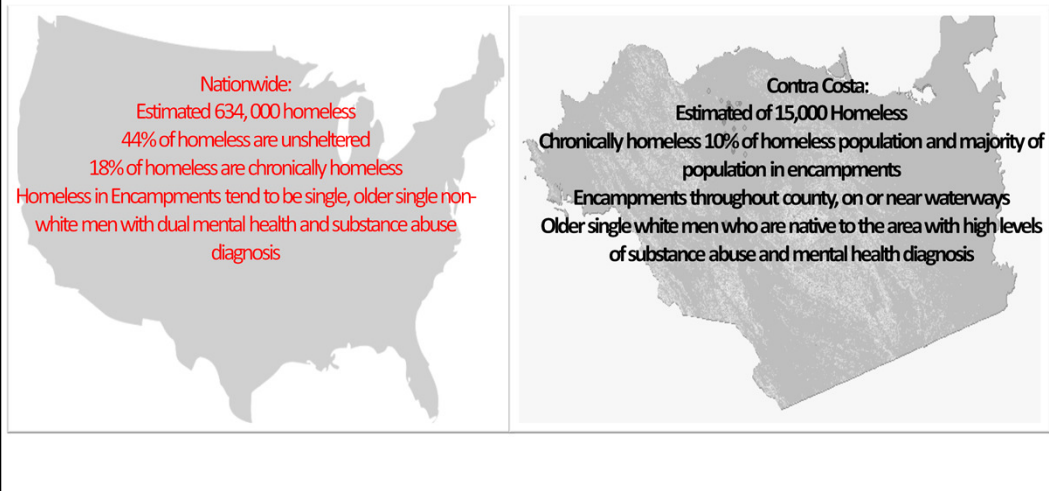 Nationwide:
Estimated 634, 000 homeless
44% of homeless are unsheltered
18% of homeless are chronically homeless
Homeless in Encampments tend to be single, older single non-
white men with dual mental health and substance abuse
diagnosis
Contra Costa:
Estimated of 15,000 Homeless
Chronically homeless 10% of homeless population and majority of
population in encampments
Encampments throughout county, on or near waterways
Older single white men who are native to the area with high levels
of substance abuse and mental health diagnosis